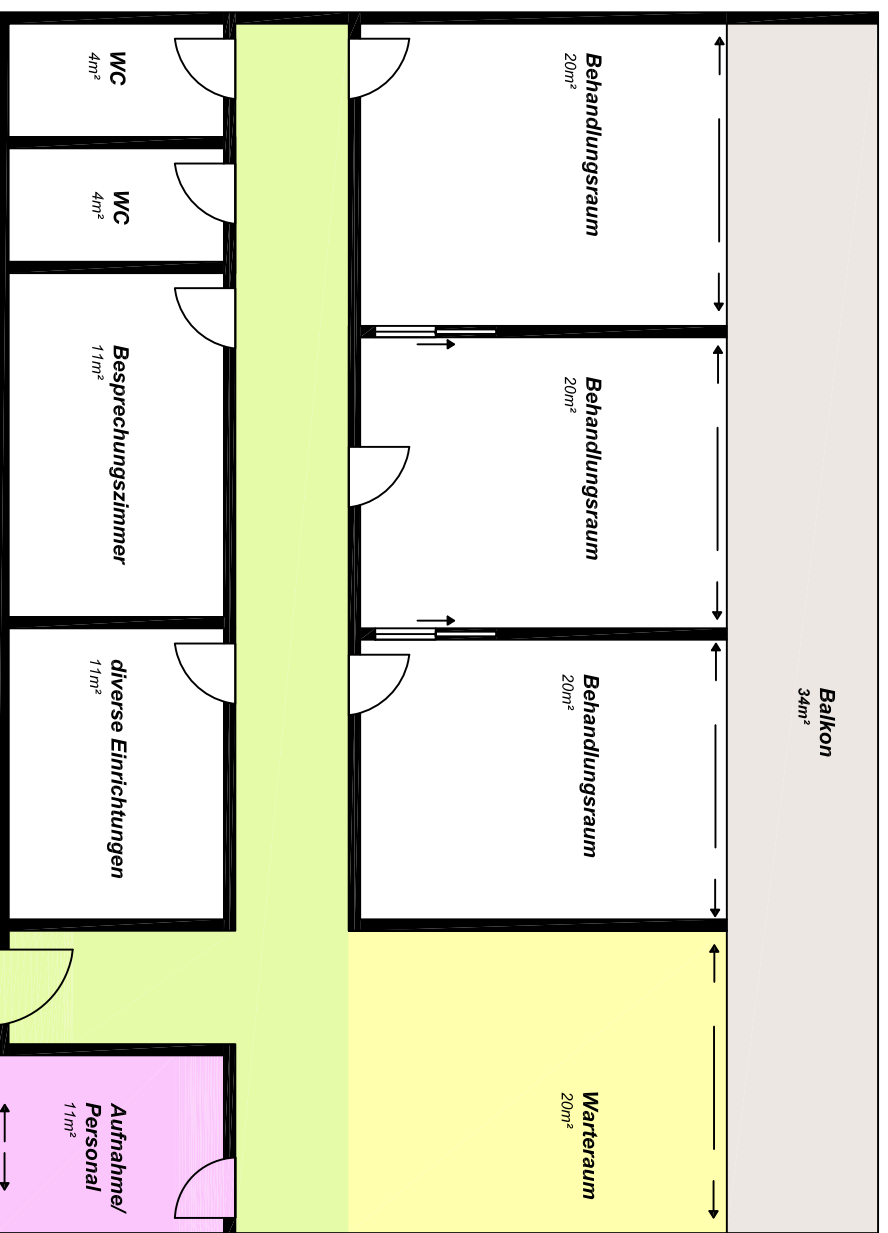 WC
4m²
WC
4m²
Besprechungszimmer
11m²
diverse Einrichtungen
11m²
Aufnahme/
Personal
11m²
Behandlungsraum
20m²
Behandlungsraum
20m²
Behandlungsraum
20m²
Warteraum
20m²
Balkon
34m²